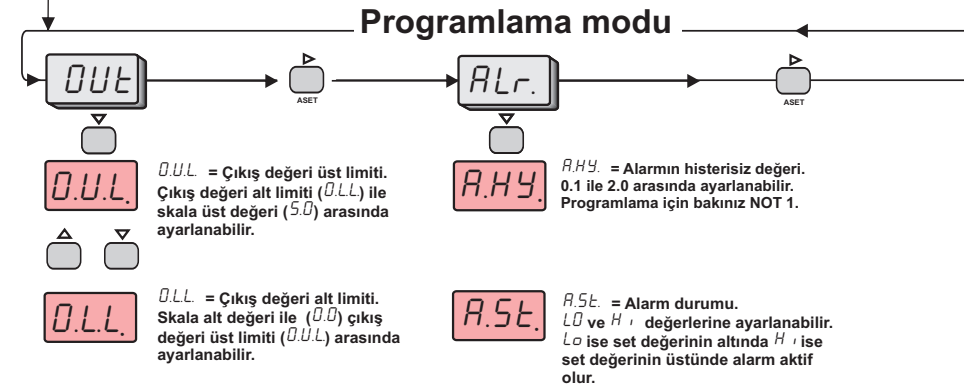 Programlama modu
OUt
ASET
ALr.
ASET
O.U.L.
O.U.L. = Çıkış değeri üst limiti.
Çıkış değeri alt limiti (O.L.L) ile
skala üst değeri (5.0) arasında
ayarlanabilir.
A.HY.
A.HY. = Alarmın histerisiz değeri.
0.1 ile 2.0 arasında ayarlanabilir.
Programlama için bakınız NOT 1.
O.L.L.
O.L.L. = Çıkış değeri alt limiti.
Skala alt değeri ile (0.0) çıkış
değeri üst limiti (O.U.L) arasında
ayarlanabilir.
A.St.
A.St. = Alarm durumu.
LO ve Hi değerlerine ayarlanabilir.
Lo ise set değerinin altında Hi ise
set değerinin üstünde alarm aktif
olur.